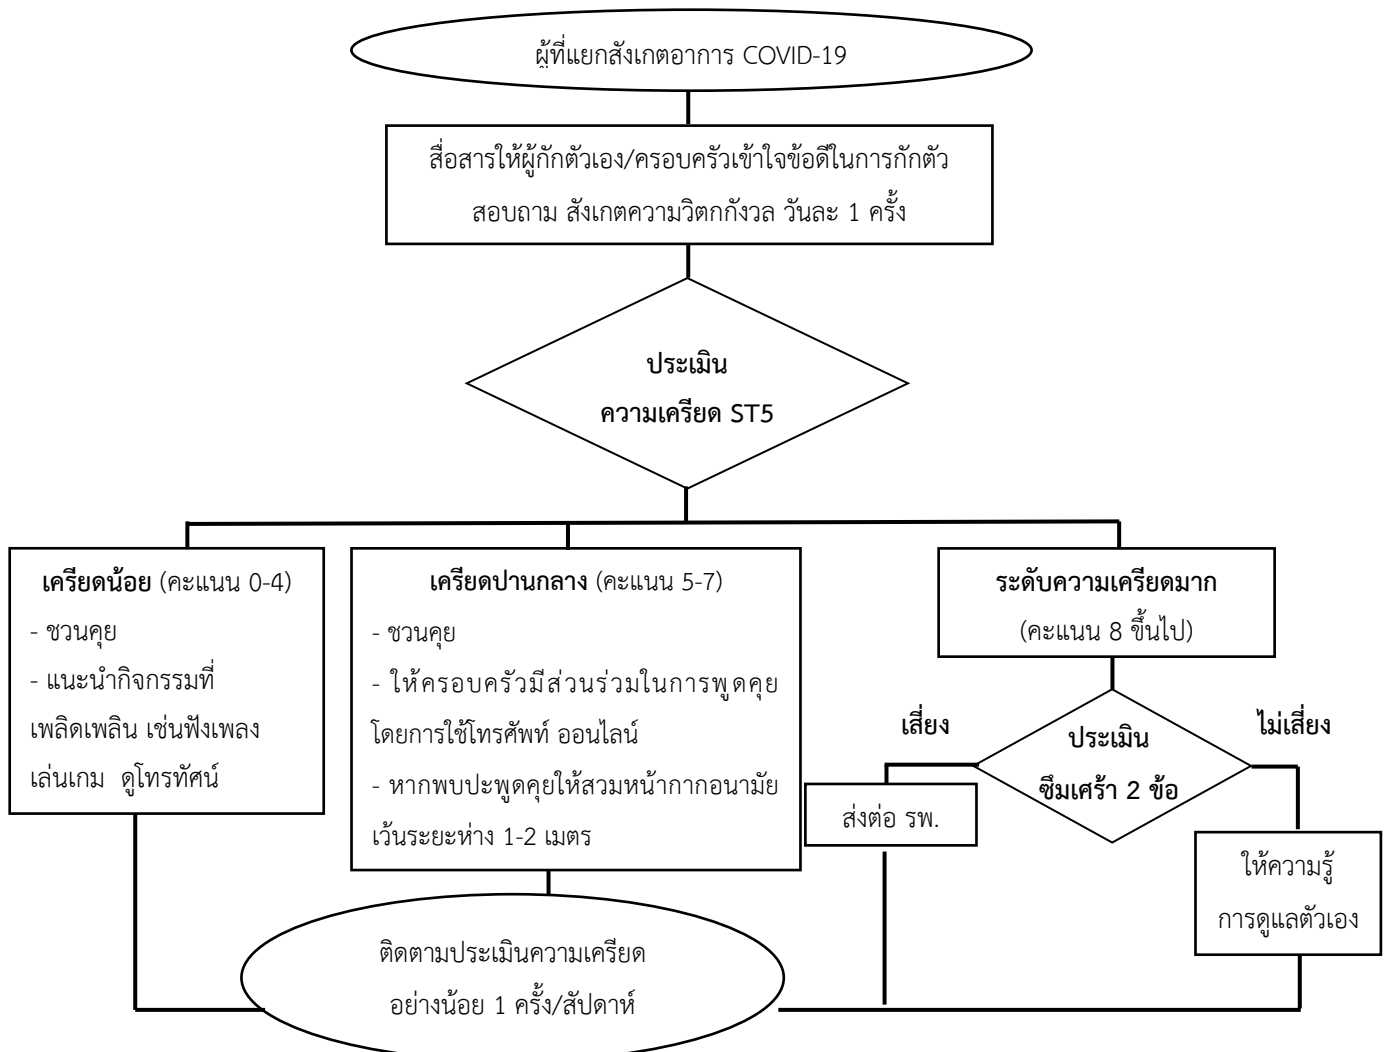 ผู้ที่แยกสังเกตอาการ COVID-19
สื่อสารให้ผู้กักตัวเอง/ครอบครัวเข้าใจข้อดีในการกักตัว
สอบถาม สังเกตความวิตกกังวล วันละ 1 ครั้ง
ประเมิน
ความเครียด ST5
เครียดน้อย (คะแนน 0-4)
- ชวนคุย
- แนะนำกิจกรรมที่
เพลิดเพลิน เช่นฟังเพลง
เล่นเกม ดูโทรทัศน์
เครียดปานกลาง (คะแนน 5-7)
- ชวนคุย
- ให้ครอบครัวมีส่วนร่วมในการพูดคุย
โดยการใช้โทรศัพท์ ออนไลน์
- หากพบปะพูดคุยให้สวมหน้ากากอนามัย
เว้นระยะห่าง 1-2 เมตร
ระดับความเครียดมาก
(คะแนน 8 ขึ้นไป)
เสี่ยง
ไม่เสี่ยง
ประเมิน
ซึมเศร้า 2 ข้อ
ส่งต่อ รพ.
ให้ความรู้
การดูแลตัวเอง
ติดตามประเมินความเครียด
อย่างน้อย 1 ครั้ง/สัปดาห์